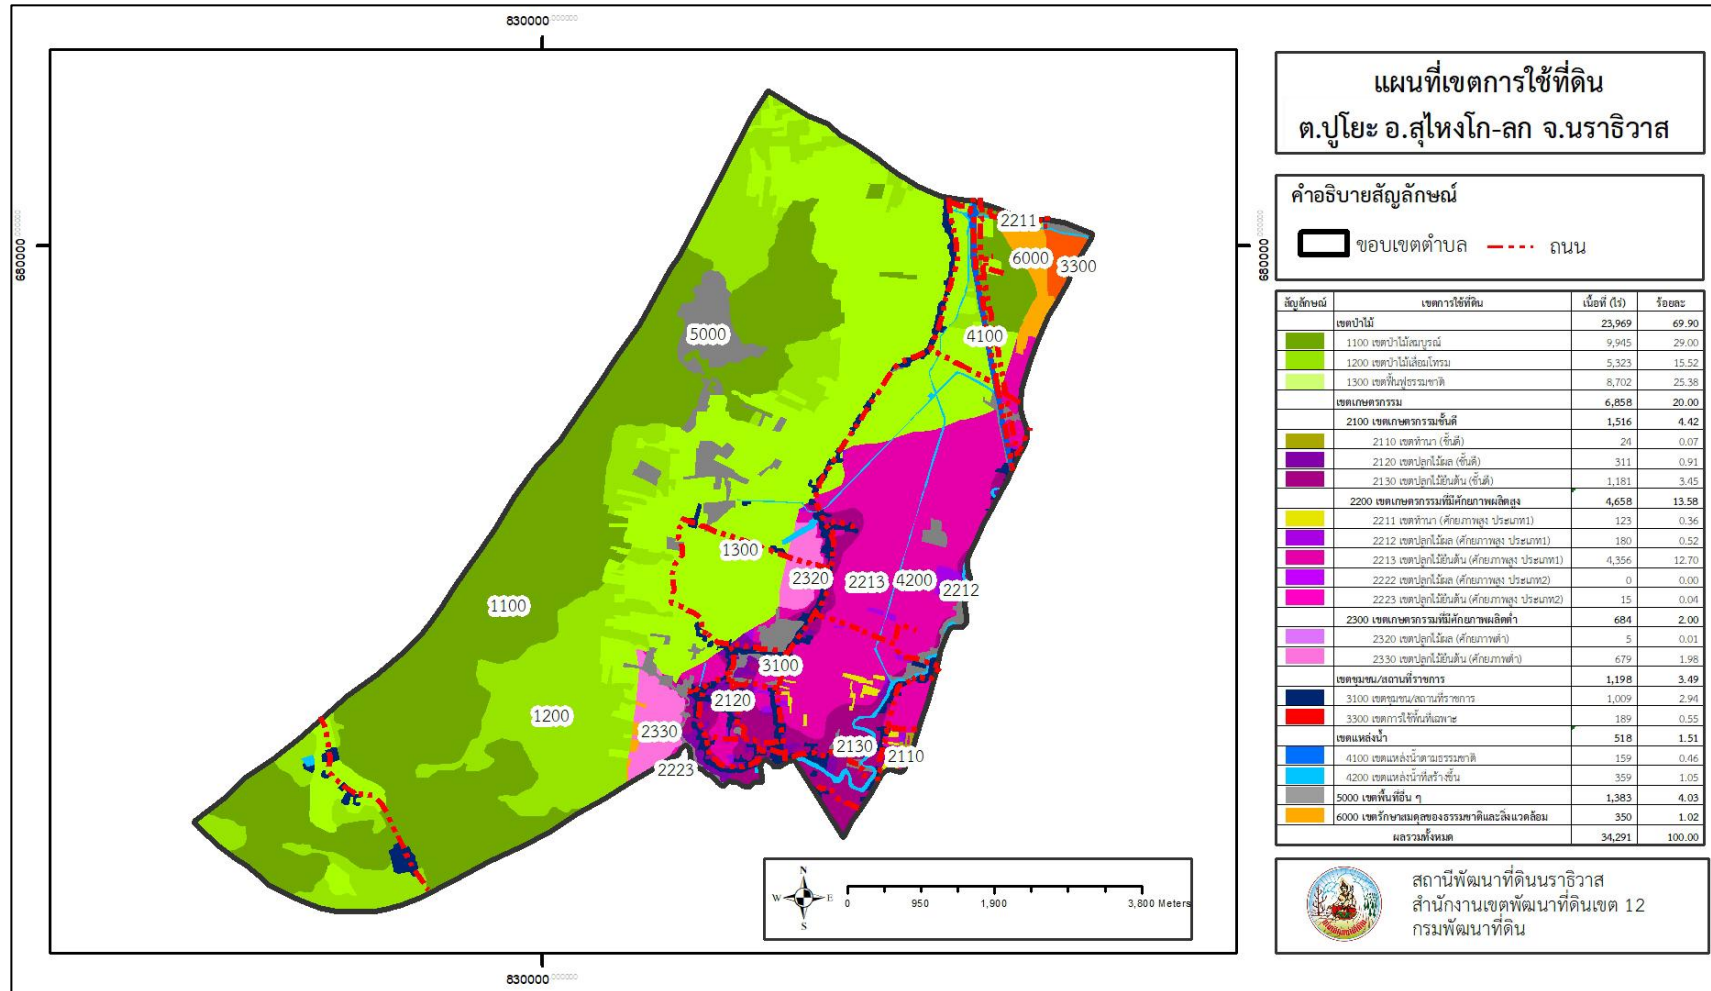 830000.000000
แผนที่เขตการใช้ที่ดิน
ต.ปูโยะ อ.สุไหงโก-ลก จ.นราธิวาส
คำอธิบายสัญลักษณ์
ขอบเขตตำบล ถนน
680000.000000
680000.000000
2211
6000
3300
5000
4100
1300
2320
2213
4200
2212
1100
3100
2120
1200
2330
2130
2110
2223
สัญลักษณ์ เขตการใช้ที่ดิน เนื้อที่ (ไร่) ร้อยละ
เขตป่าไม้ 23,969 69.90
1100 เขตป่าไม้สมบูรณ์ 9,945 29.00
1200 เขตป่าไม้เสื่อมโทรม 5,323 15.52
1300 เขตฟื้นฟูธรรมชาติ 8,702 25.38
เขตเกษตรกรรม 6,858 20.00
2100 เขตเกษตรกรรมชั้นดี 1,516 4.42
2110 เขตทำนา (ชั้นดี) 24 0.07
2120 เขตปลูกไม้ผล (ชั้นดี) 311 0.91
2130 เขตปลูกไม้ยืนต้น (ชั้นดี) 1,181 3.45
2200 เขตเกษตรกรรมที่มีศักยภาพผลิตสูง 4,658 13.58
2211 เขตทำนา (ศักยภาพสูง ประเภท1) 123 0.36
2212 เขตปลูกไม้ผล (ศักยภาพสูง ประเภท1) 180 0.52
2213 เขตปลูกไม้ยืนต้น (ศักยภาพสูง ประเภท1) 4,356 12.70
2222 เขตปลูกไม้ผล (ศักยภาพสูง ประเภท2) 0 0.00
2223 เขตปลูกไม้ยืนต้น (ศักยภาพสูง ประเภท2) 15 0.04
2300 เขตเกษตรกรรมที่มีศักยภาพผลิตต่ำ 684 2.00
2320 เขตปลูกไม้ผล (ศักยภาพต่ำ) 5 0.01
2330 เขตปลูกไม้ยืนต้น (ศักยภาพต่ำ) 679 1.98
เขตชุมชน/สถานที่ราชการ 1,198 3.49
3100 เขตชุมชน/สถานที่ราชการ 1,009 2.94
3300 เขตการใช้พื้นที่เฉพาะ 189 0.55
เขตแหล่งน้ำ 518 1.51
4100 เขตแหล่งน้ำตามธรรมชาติ 159 0.46
4200 เขตแหล่งน้ำที่สร้างขึ้น 359 1.05
5000 เขตพื้นที่อื่น ๆ 1,383 4.03
6000 เขตรักษาสมดุลของธรรมชาติและสิ่งแวดล้อม 350 1.02
ผลรวมทั้งหมด 34,291 100.00
N
W E
S
0 950 1,900 3,800 Meters
สถานีพัฒนาที่ดินนราธิวาส
สำนักงานเขตพัฒนาที่ดินเขต 12
กรมพัฒนาที่ดิน
830000.000000